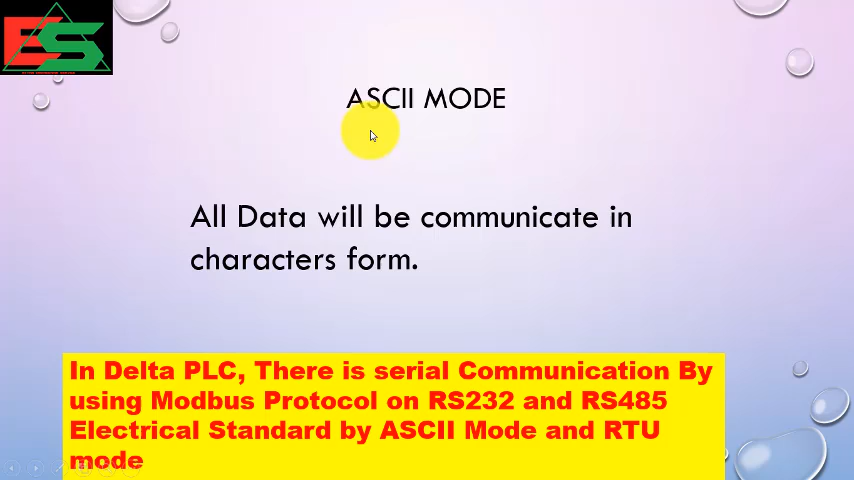 ES
ASCII MODE
All Data will be communicate in
characters form.
In Delta PLC, There is serial Communication By
using Modbus Protocol on RS232 and RS485
Electrical Standard by ASCII Mode and RTU
mode